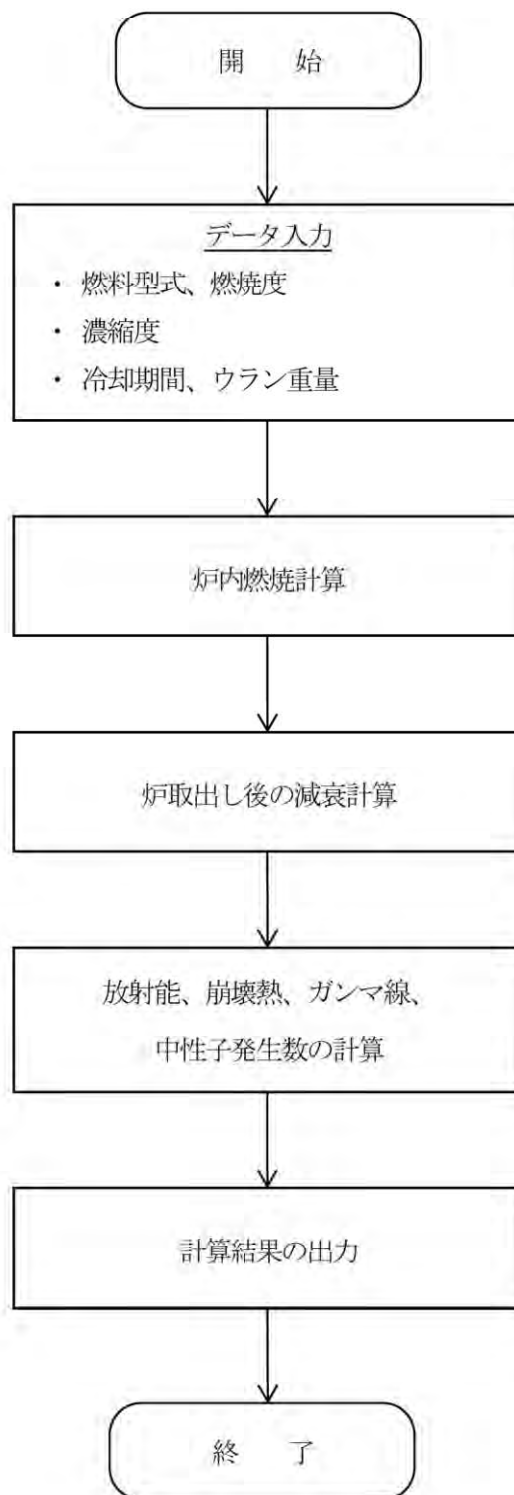 開　始
データ入力
・ 燃料型式、燃焼度
・ 濃縮度
・ 冷却期間、ウラン重量
炉内燃焼計算
炉取出し後の減衰計算
放射能、崩壊熱、ガンマ線、
中性子発生数の計算
計算結果の出力
終　了